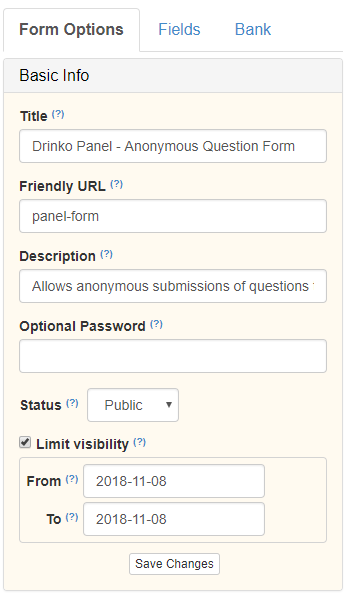 Form Options Fields Bank
Basic Info
Title (?)
Drinko Panel - Anonymous Question Form
Friendly URL (?)
panel-form
Description (?)
Allows anonymous submissions of questions
Optional Password (?)
Status (?) Public
Limit visibility (?)
From (?) 2018-11-08
To (?) 2018-11-08
Save Changes